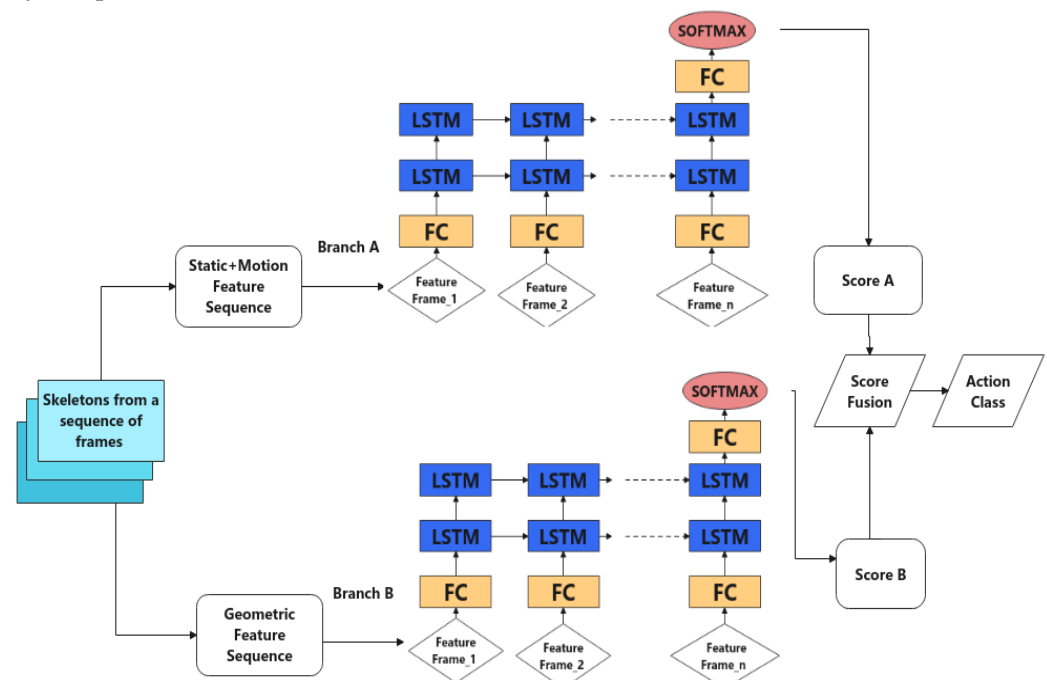 SOFTMAX
FC
LSTM
LSTM
LSTM
LSTM
LSTM
LSTM
FC
FC
FC
Branch A
Static+Motion
Feature
Sequence
Feature
Frame_1
Feature
Frame_2
Feature
Frame_n
Score A
Skeletons from a
sequence of
frames
SOFTMAX
Score
Fusion
Action
Class
FC
LSTM
LSTM
LSTM
LSTM
LSTM
LSTM
FC
FC
FC
Score B
Branch B
Geometric
Feature
Sequence
Feature
Frame_1
Feature
Frame_2
Feature
Frame_n